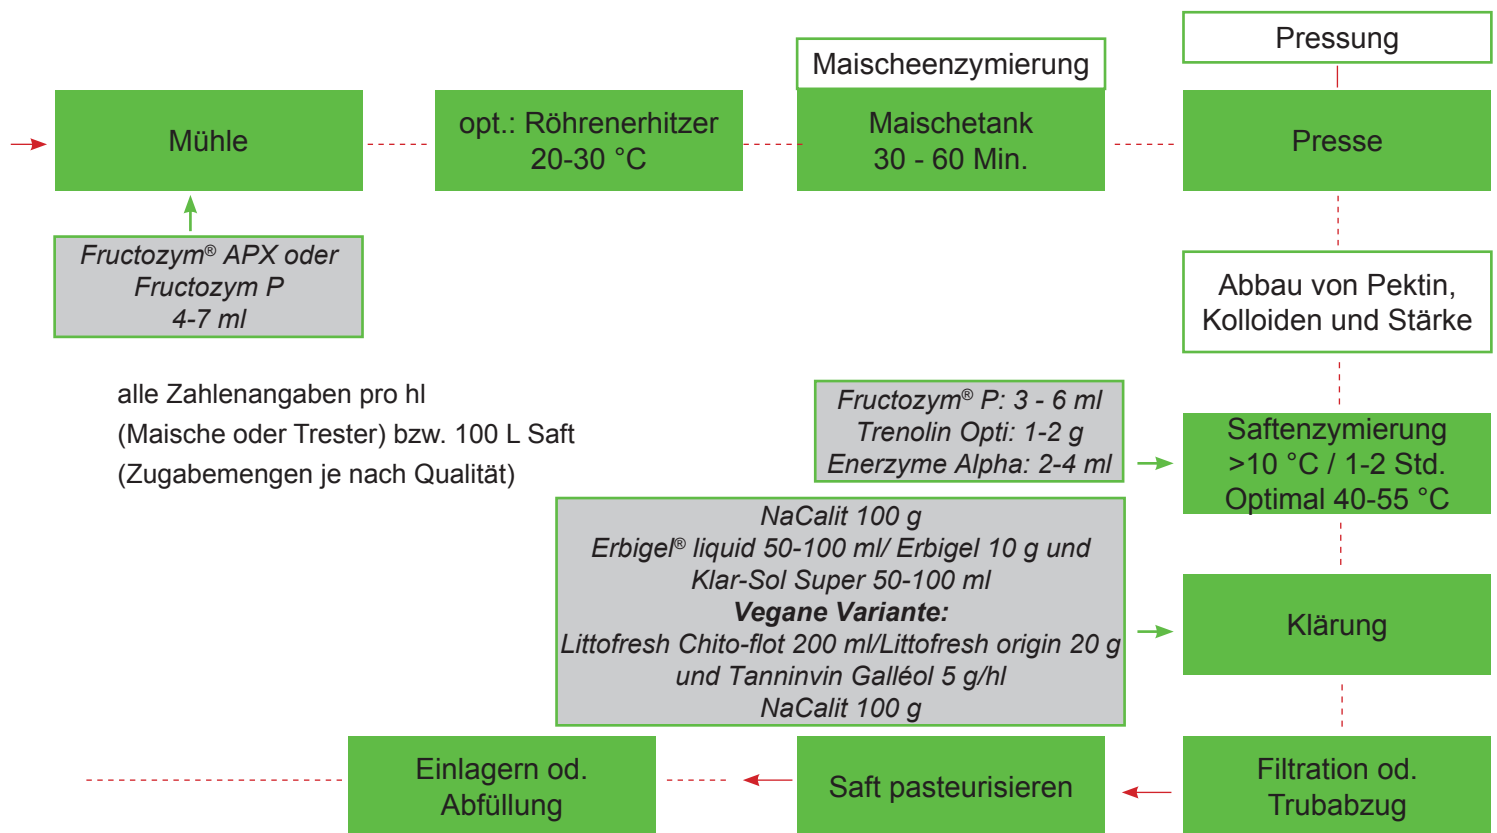 Pressung
Maischeenzymierung
Mühle
opt.: Röhrenerhitzer
20-30 °C
Maischetank
30 - 60 Min.
Presse
Fructozym® APX oder
Fructozym P
4-7 ml
Abbau von Pektin,
Kolloiden und Stärke
alle Zahlenangaben pro hl
(Maische oder Trester) bzw. 100 L Saft
(Zugabemengen je nach Qualität)
Fructozym® P: 3 - 6 ml
Trenolin Opti: 1-2 g
Enerzyme Alpha: 2-4 ml
Saftenzymierung
>10 °C / 1-2 Std.
Optimal 40-55 °C
NaCalit 100 g
Erbigel® liquid 50-100 ml/ Erbigel 10 g und
Klar-Sol Super 50-100 ml
Vegane Variante:
Littofresh Chito-flot 200 ml/Littofresh origin 20 g
und Tanninvin Galléol 5 g/hl
NaCalit 100 g
Klärung
Einlagern od.
Abfüllung
Saft pasteurisieren
Filtration od.
Trubabzug